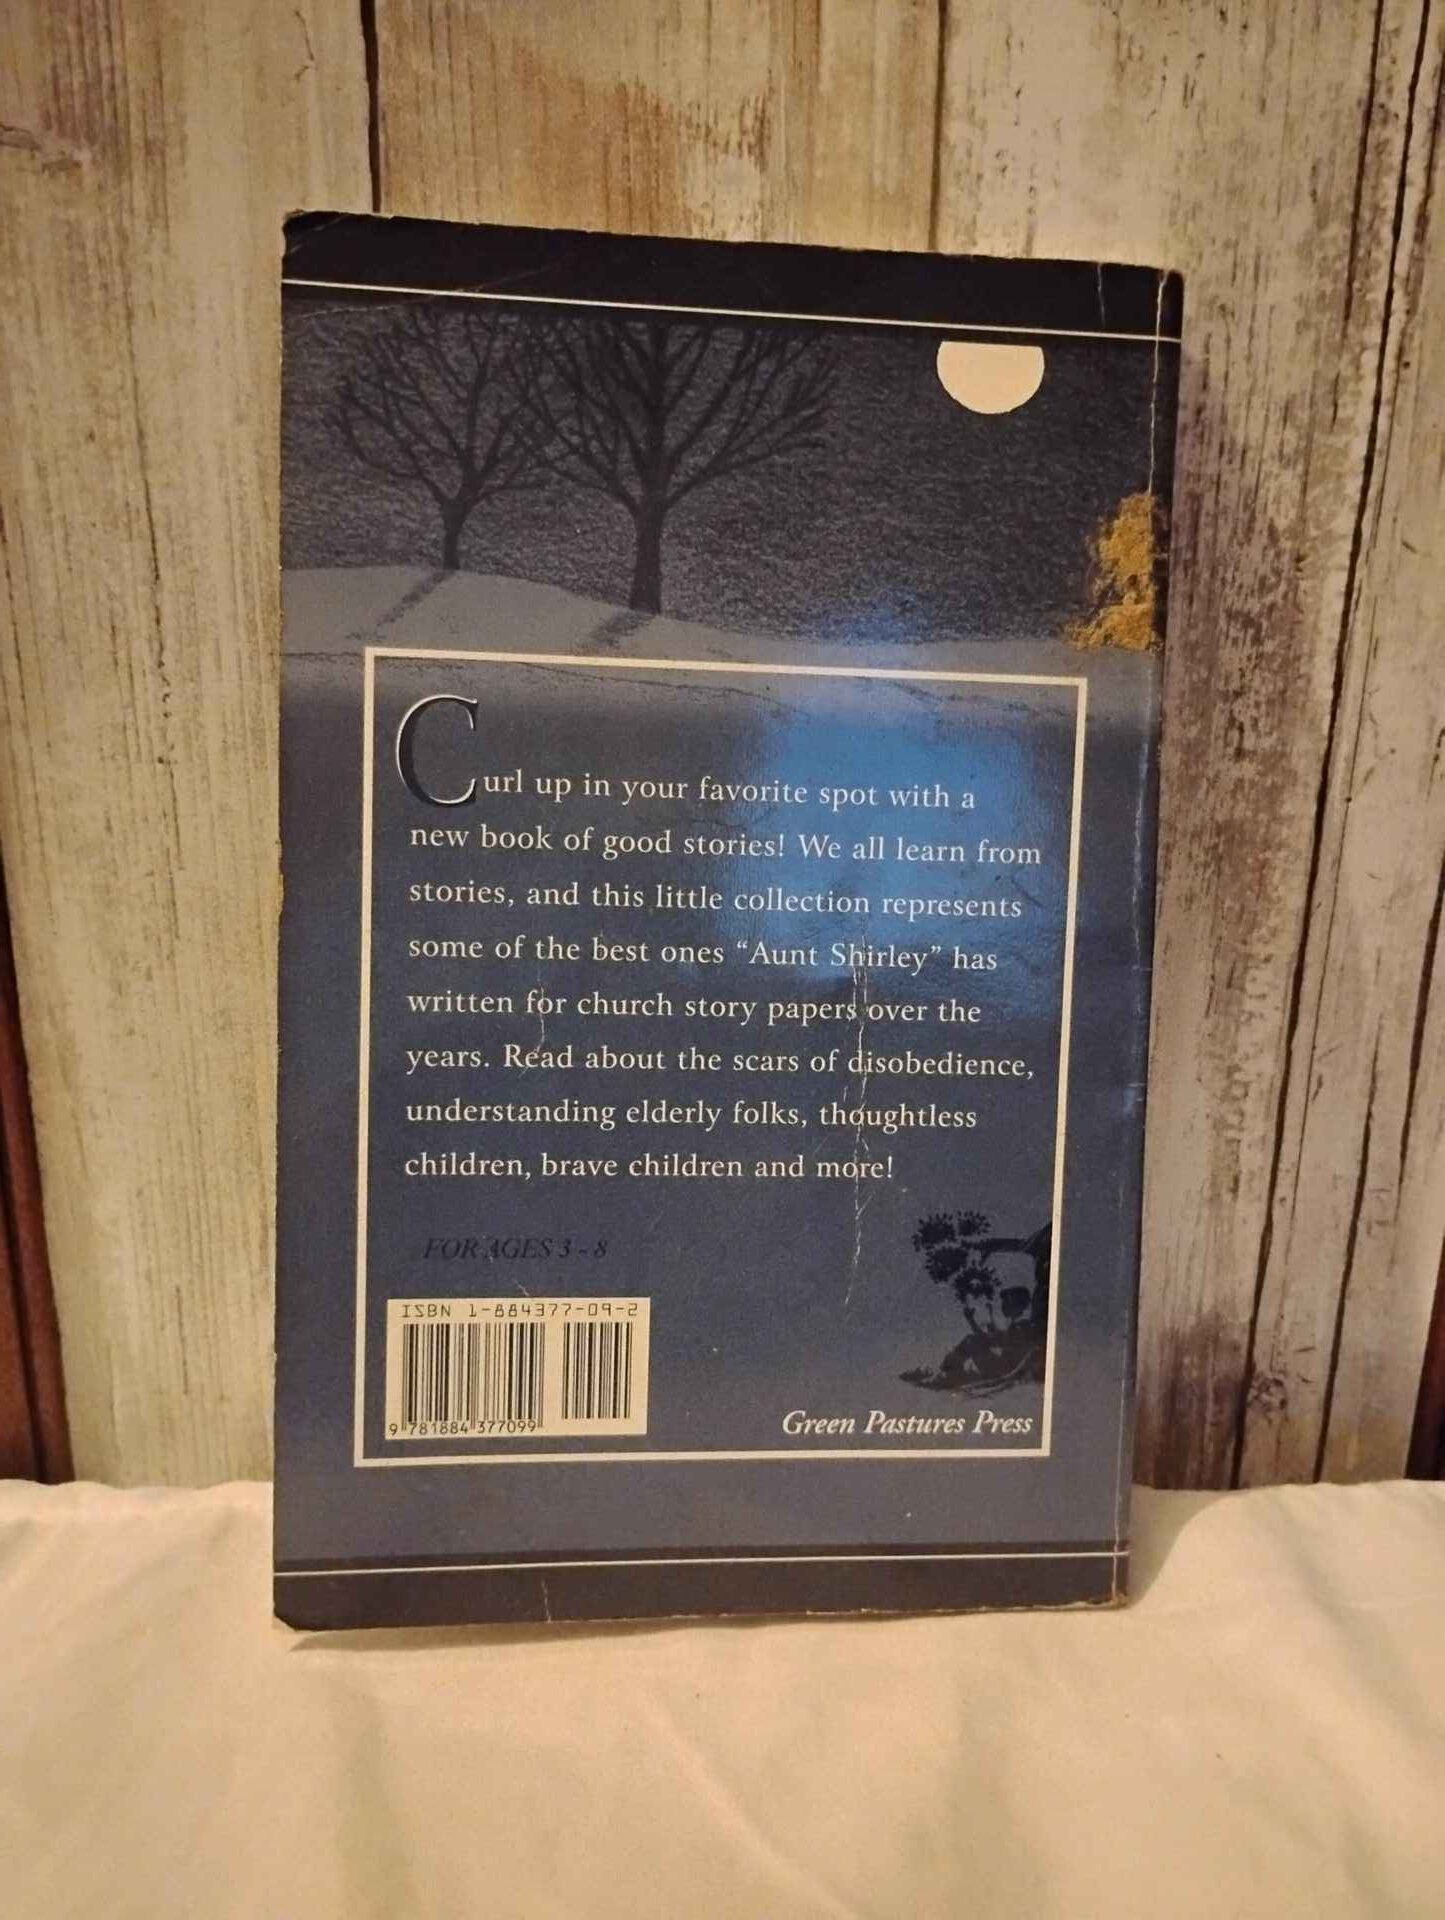 Curl up in your favorite spot with a
new book of good stories! We all learn from
stories, and this little collection represents
some of the best ones “Aunt Shirley” has
written for church story papers over the
years. Read about the scars of disobedience,
understanding elderly folks, thoughtless
children, brave children and more!
FOR AGES 3 - 8
ISBN 1-884377-09-2
9 781884 377099
Green Pastures Press